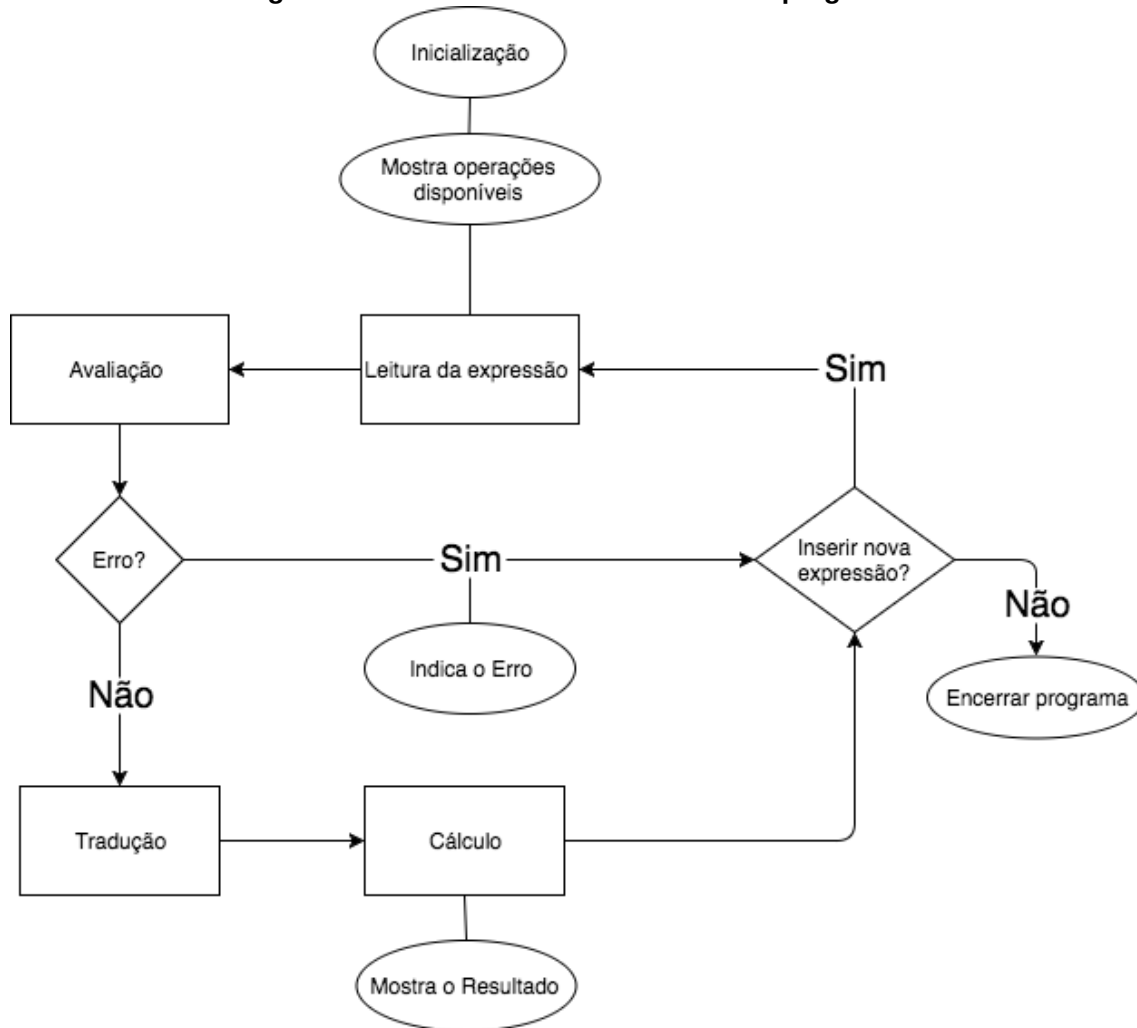 Inicialização
Mostra operações
disponíveis
Avaliação
Leitura da expressão
Sim
Erro?
Sim
Inserir nova
expressão?
Não
Indica o Erro
Não
Encerrar programa
Tradução
Cálculo
Mostra o Resultado